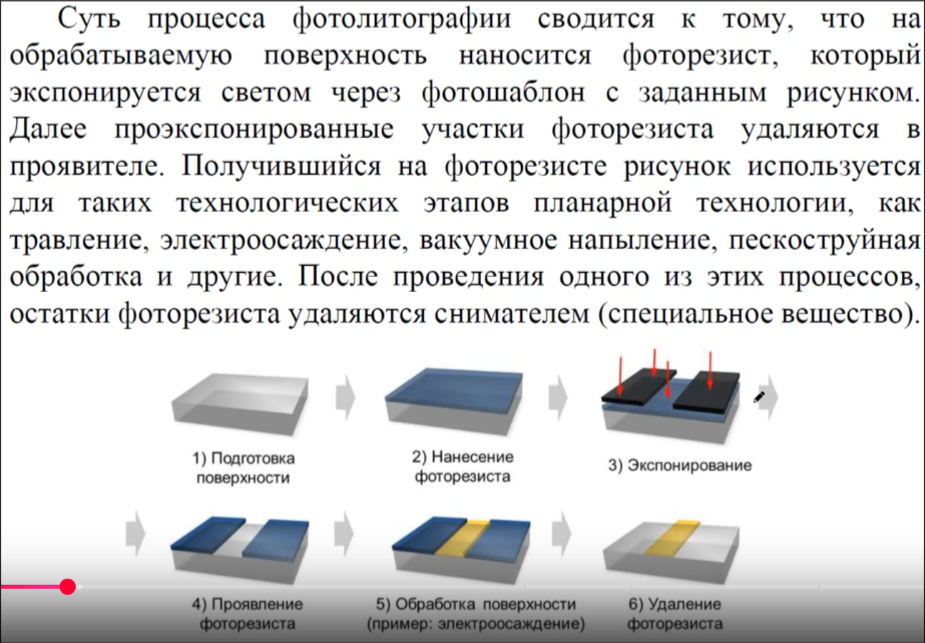 Суть процесса фотолитографии сводится к тому, что на
обрабатываемую поверхность наносится фоторезист, который
экспонируется светом через фотошаблон с заданным рисунком.
Далее проэкспонированные участки фоторезиста удаляются в
проявителе. Получившийся на фоторезисте рисунок используется
для таких технологических этапов планарной технологии, как
травление, электроосаждение, вакуумное напыление, пескоструйная
обработка и другие. После проведения одного из этих процессов,
остатки фоторезиста удаляются снимателем (специальное вещество).
1) Подготовка
поверхности
2) Нанесение
фоторезиста
3) Экспонирование
4) Проявление
фоторезиста
5) Обработка поверхности
(пример: электроосаждение)
6) Удаление
фоторезиста